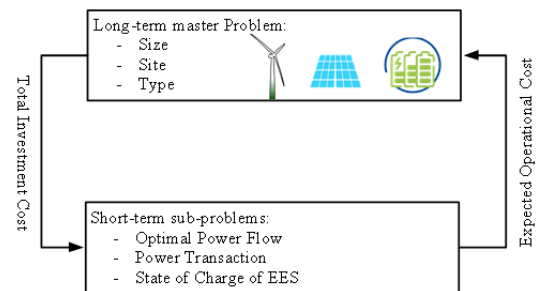 Long-term master Problem:
- Size
- Site
- Type
Total Investment Cost
Expected Operational Cost
Short-term sub-problems:
- Optimal Power Flow
- Power Transaction
- State of Charge of EES